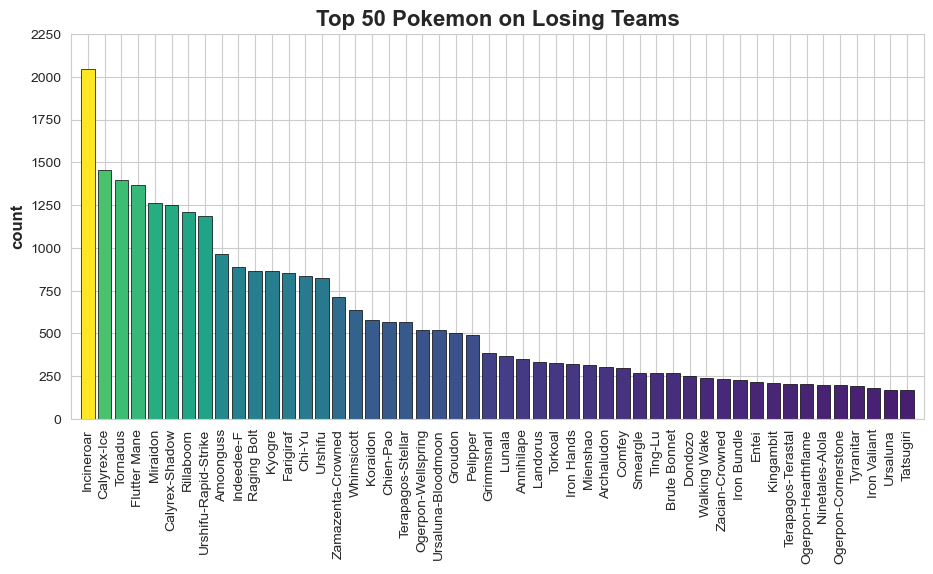 Top 50 Pokemon on Losing Teams
count
2250
2000
1750
1500
1250
1000
750
500
250
0
Incineroar
Calyrex-Ice
Tornadus
Flutter Mane
Miraidon
Calyrex-Shadow
Rillaboom
Urshifu-Rapid-Strike
Amoonguss
Indeedee-F
Raging Bolt
Kyogre
Farigiraf
Chi-Yu
Urshifu
Zamazenta-Crowned
Whimsicott
Koraidon
Chien-Pao
Terapagos-Stellar
Ogerpon-Wellspring
Ursaluna-Bloodmoon
Groudon
Pelipper
Grimmsnarl
Lunala
Annihilape
Landorus
Torkoal
Iron Hands
Mienshao
Archaludon
Comfey
Smeargle
Ting-Lu
Brute Bonnet
Dondozo
Walking Wake
Zacian-Crowned
Iron Bundle
Entei
Kingambit
Terapagos-Terastal
Ogerpon-Hearthflame
Ninetales-Alola
Ogerpon-Cornerstone
Tyranitar
Iron Valiant
Ursaluna
Tatsugiri